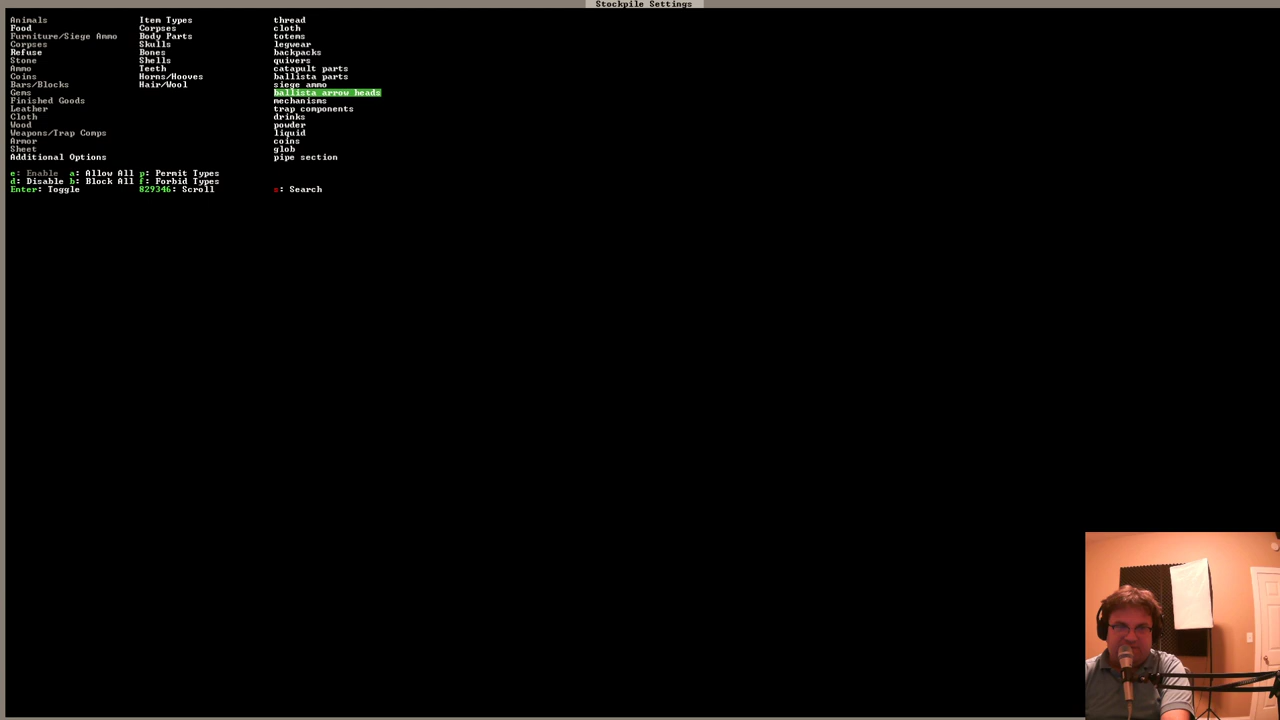 Stockpile Settings
Animals Item Types thread
Food Corpses cloth
Furniture/Siege Ammo Body Parts totems
Corpses Skulls legwear
Refuse Bones backpacks
Stone Shells quivers
Ammo Teeth catapult parts
Coins Horns/Hooves ballista parts
Bars/Blocks Hair/Wool siege ammo
Gems ballista arrow heads
Finished Goods mechanisms
Leather trap components
Cloth drinks
Wood powder
Weapons/Trap Comps liquid
Armor coins
Sheet glob
Additional Options pipe section
e: Enable a: Allow All p: Permit Types
d: Disable b: Block All f: Forbid Types
Enter: Toggle 829346: Scroll s: Search